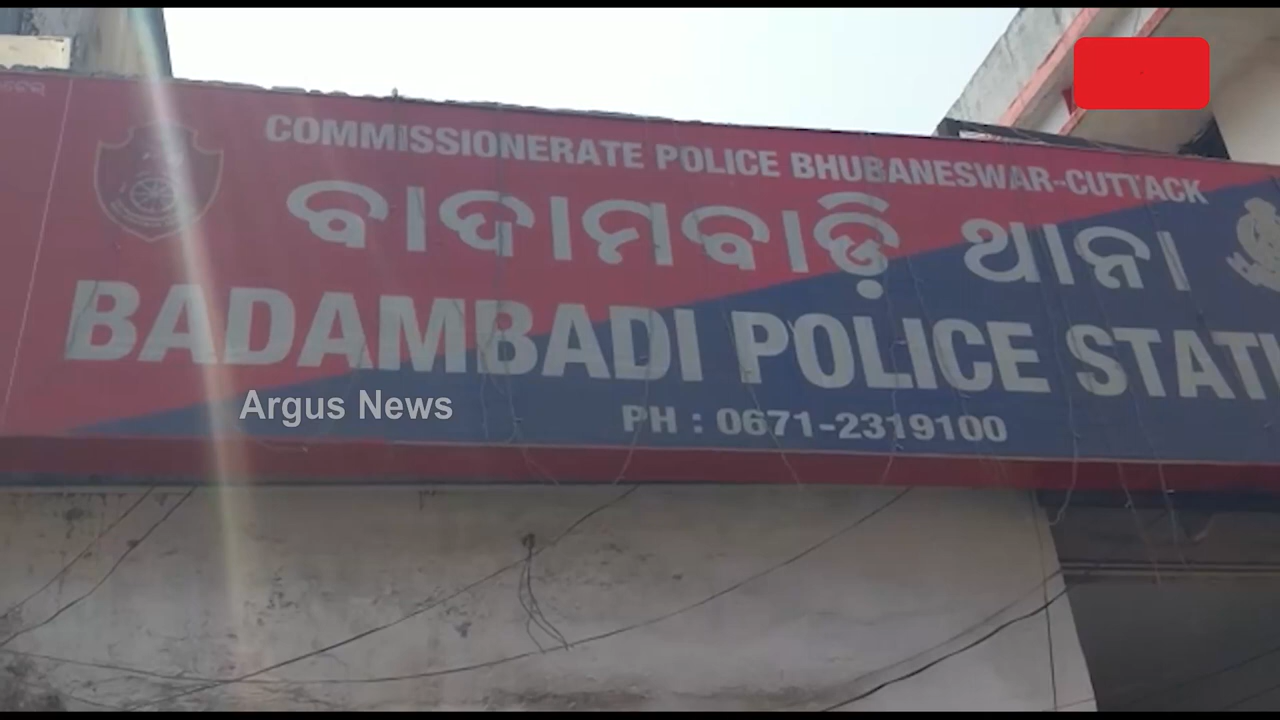 COMMISSIONERATE POLICE BHUBANESWAR-CUTTACK
ବାଦାମବାଡ଼ି ଥାନା
BADAMBADI POLICE STATI
Argus News
PH : 0671-2319100